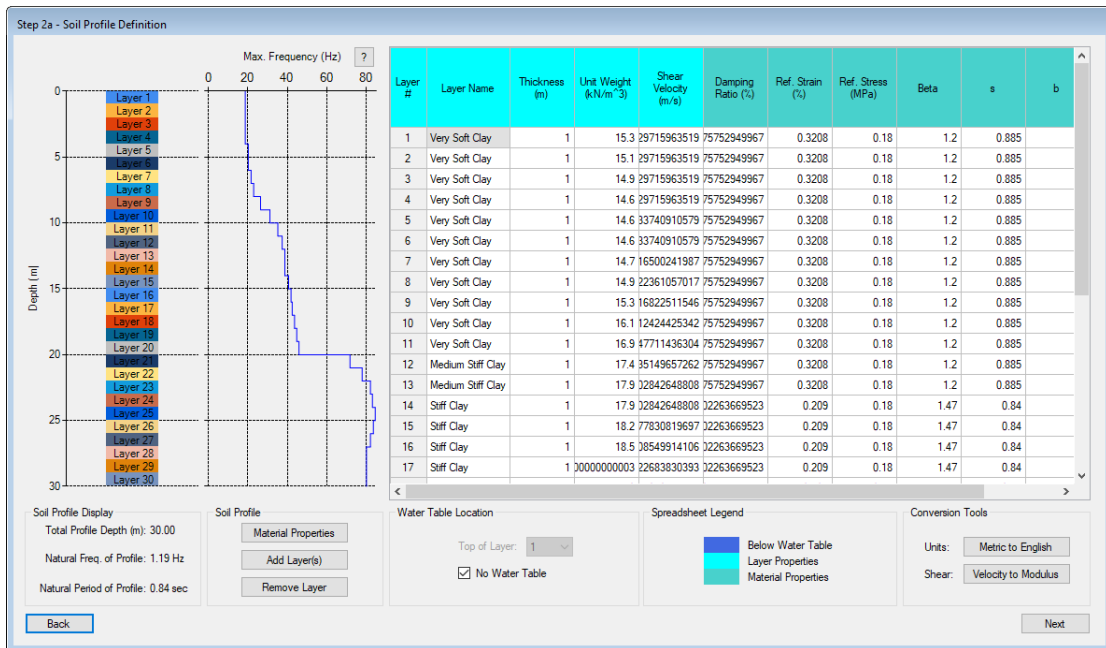 Step 2a - Soil Profile Definition
Max. Frequency (Hz) ?
0 20 40 60 80
Depth [m]
0
5
10
15
20
25
30
Layer 1
Layer 2
Layer 3
Layer 4
Layer 5
Layer 6
Layer 7
Layer 8
Layer 9
Layer 10
Layer 11
Layer 12
Layer 13
Layer 14
Layer 15
Layer 16
Layer 17
Layer 18
Layer 19
Layer 20
Layer 21
Layer 22
Layer 23
Layer 24
Layer 25
Layer 26
Layer 27
Layer 28
Layer 29
Layer 30
Layer # Layer Name Thickness (m) Unit Weight (kN/m^3) Shear Velocity (m/s) Damping Ratio (%) Ref. Strain (%) Ref. Stress (MPa) Beta s b
1 Very Soft Clay 1 15.3 29715963519 75752949967 0.3208 0.18 1.2 0.885
2 Very Soft Clay 1 15.1 29715963519 75752949967 0.3208 0.18 1.2 0.885
3 Very Soft Clay 1 14.9 29715963519 75752949967 0.3208 0.18 1.2 0.885
4 Very Soft Clay 1 14.6 29715963519 75752949967 0.3208 0.18 1.2 0.885
5 Very Soft Clay 1 14.6 33740910579 75752949967 0.3208 0.18 1.2 0.885
6 Very Soft Clay 1 14.6 33740910579 75752949967 0.3208 0.18 1.2 0.885
7 Very Soft Clay 1 14.7 16500241987 75752949967 0.3208 0.18 1.2 0.885
8 Very Soft Clay 1 14.9 22361057017 75752949967 0.3208 0.18 1.2 0.885
9 Very Soft Clay 1 15.3 16822511546 75752949967 0.3208 0.18 1.2 0.885
10 Very Soft Clay 1 16.1 12424425342 75752949967 0.3208 0.18 1.2 0.885
11 Very Soft Clay 1 16.9 47711436304 75752949967 0.3208 0.18 1.2 0.885
12 Medium Stiff Clay 1 17.4 35149657262 75752949967 0.3208 0.18 1.2 0.885
13 Medium Stiff Clay 1 17.9 02842648808 75752949967 0.3208 0.18 1.2 0.885
14 Stiff Clay 1 17.9 02842648808 02263669523 0.209 0.18 1.47 0.84
15 Stiff Clay 1 18.2 77830819697 02263669523 0.209 0.18 1.47 0.84
16 Stiff Clay 1 18.5 08549914106 02263669523 0.209 0.18 1.47 0.84
17 Stiff Clay 1 00000000003 22683830393 02263669523 0.209 0.18 1.47 0.84
Soil Profile Display
Total Profile Depth (m): 30.00
Natural Freq. of Profile: 1.19 Hz
Natural Period of Profile: 0.84 sec
Soil Profile
Material Properties
Add Layer(s)
Remove Layer
Water Table Location
Top of Layer: 1
No Water Table
Spreadsheet Legend
Below Water Table
Layer Properties
Material Properties
Conversion Tools
Units: Metric to English
Shear: Velocity to Modulus
Back
Next